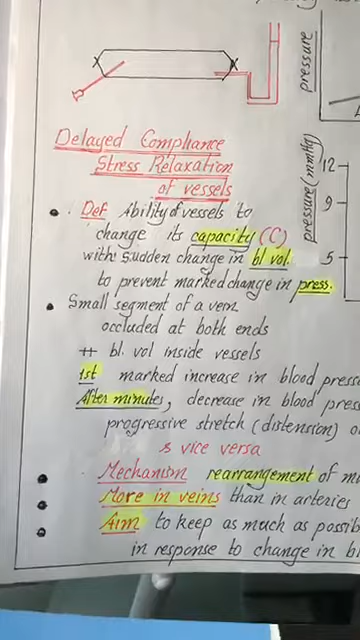 pressure
Delayed Compliance
Stress Relaxation
of vessels
Def Ability of vessels to
change its capacity (C)
with sudden change in bl vol.
to prevent marked change in press.
Small segment of a vein
occluded at both ends
++ bl. vol inside vessels
1st marked increase in blood press
After minutes, decrease in blood pres
progressive stretch (distension) o
& vice versa
Mechanism rearrangement of m
More in veins than in arteries
Aim to keep as much as possib
in response to change in b
pressure (mmHg)
12
9
5